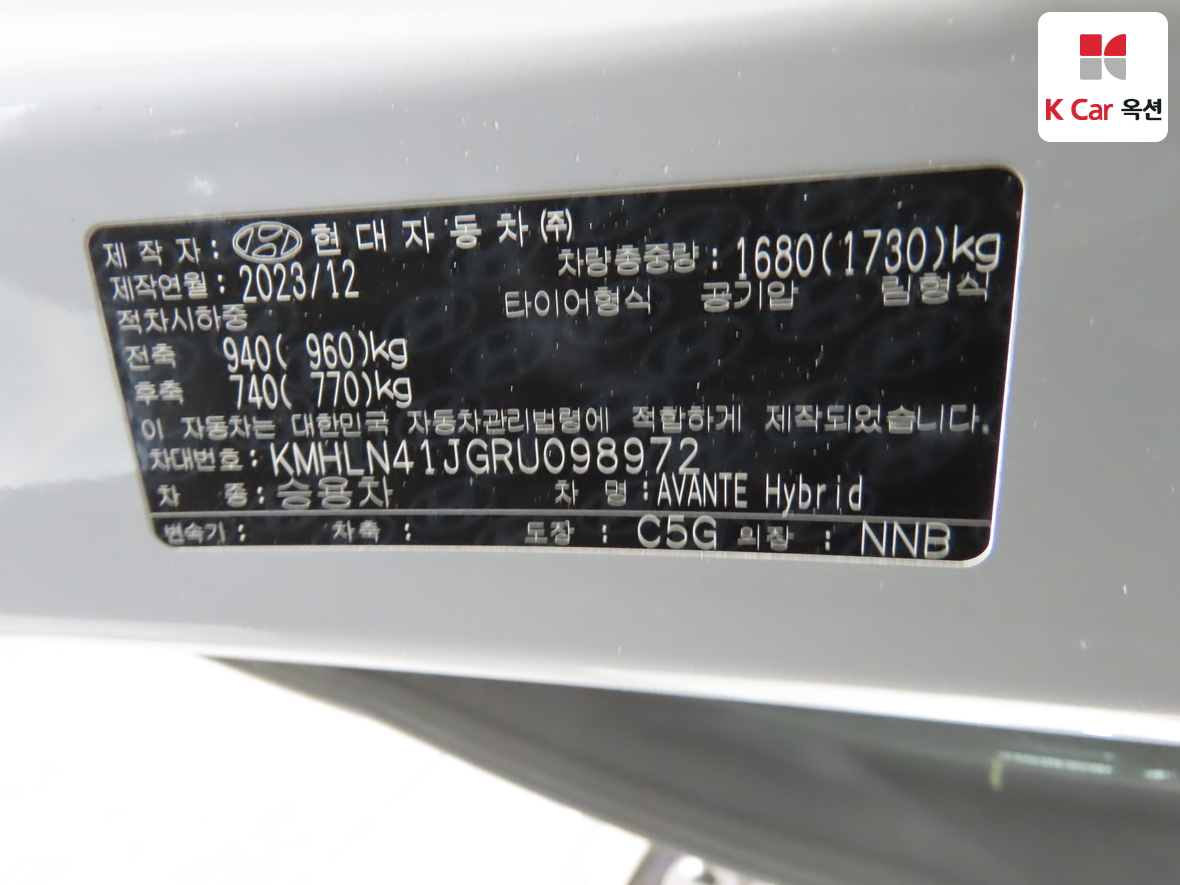 K Car 옥션
제 작 자 : 현 대 자 동 차 ㈜
차량총중량 : 1680(1730)kg
제작연월 : 2023/12
타이어형식 공기압 림형식
적차시하중
전축 940( 960)kg
후축 740( 770)kg
이 자동차는 대한민국 자동차관리법령에 적합하게 제작되었습니다.
차대번호 : KMHLN41JGRU098972
차 종 : 승용차 차 명 : AVANTE Hybrid
변속기 : 차축 : 도장 : C5G 의장 : NNB